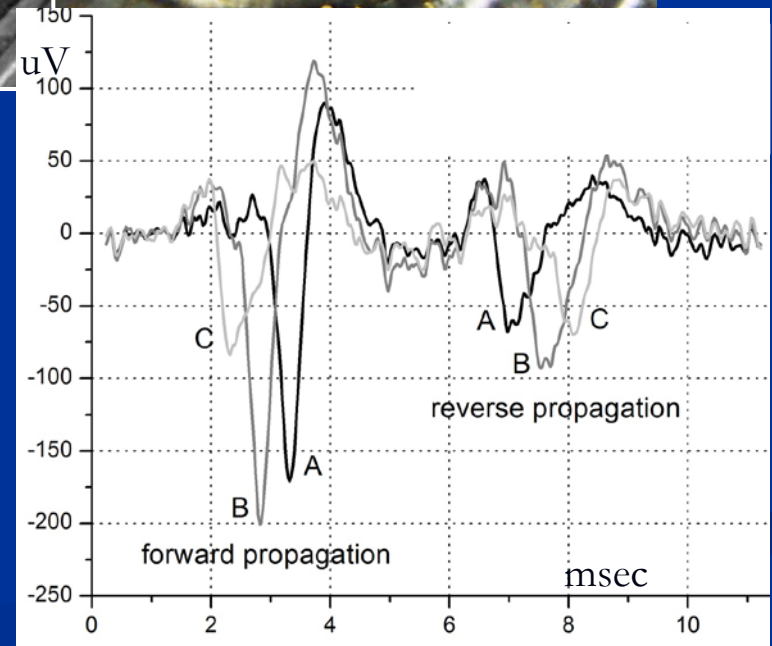 150
uV
100
50
0
-50
-100
-150
-200
-250
C
A
B
C
reverse propagation
A
B
forward propagation
msec
0 2 4 6 8 10